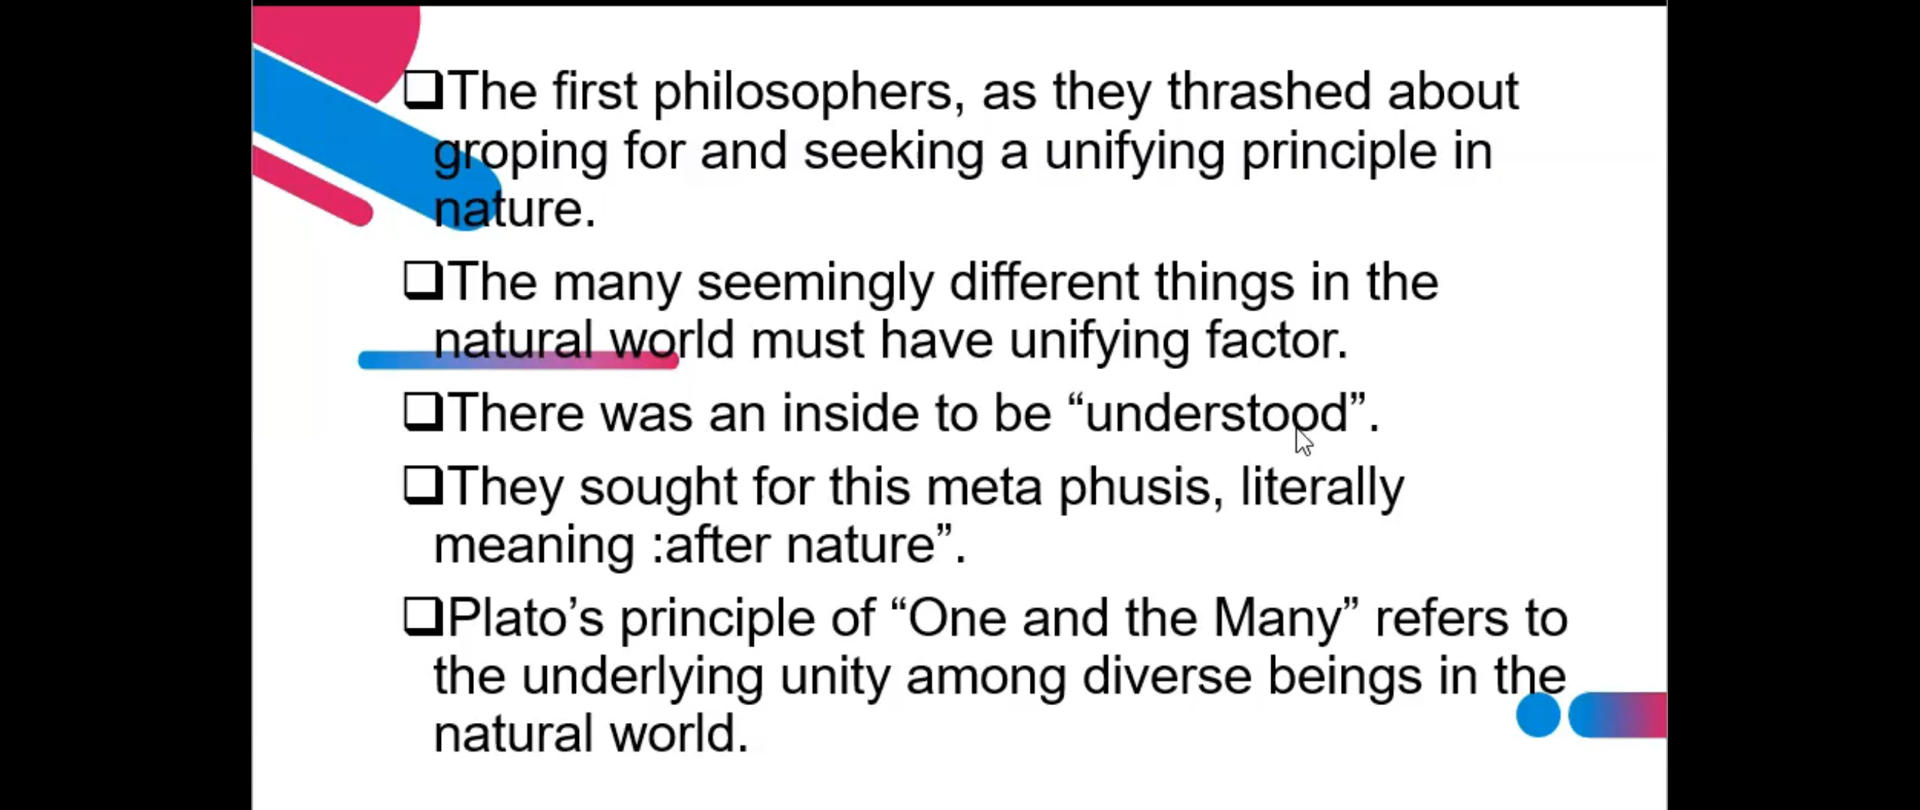 ❑The first philosophers, as they thrashed about
groping for and seeking a unifying principle in
nature.
❑The many seemingly different things in the
natural world must have unifying factor.
❑There was an inside to be “understood”.
❑They sought for this meta phusis, literally
meaning :after nature”.
❑Plato’s principle of “One and the Many” refers to
the underlying unity among diverse beings in the
natural world.